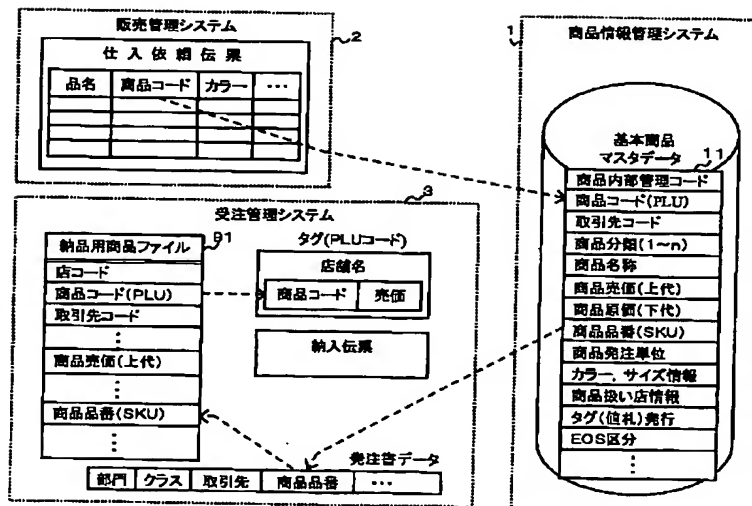 販売管理システム
2
仕入依頼伝票
品名 商品コード カラー ・・・
1
商品情報管理システム
基本商品
マスタデータ
11
商品内部管理コード
商品コード(PLU)
取引先コード
商品分類(1〜n)
商品名称
商品売価(上代)
商品原価(下代)
商品品番(SKU)
商品発注単位
カラー,サイズ情報
商品扱い店情報
タグ(値札)発行
EOS区分
3
受注管理システム
納品用商品ファイル
31
店コード
商品コード(PLU)
取引先コード
商品売価(上代)
商品品番(SKU)
タグ(PLUコード)
店舗名
商品コード 売価
納入伝票
発注書データ
部門 クラス 取引先 商品品番 ・・・